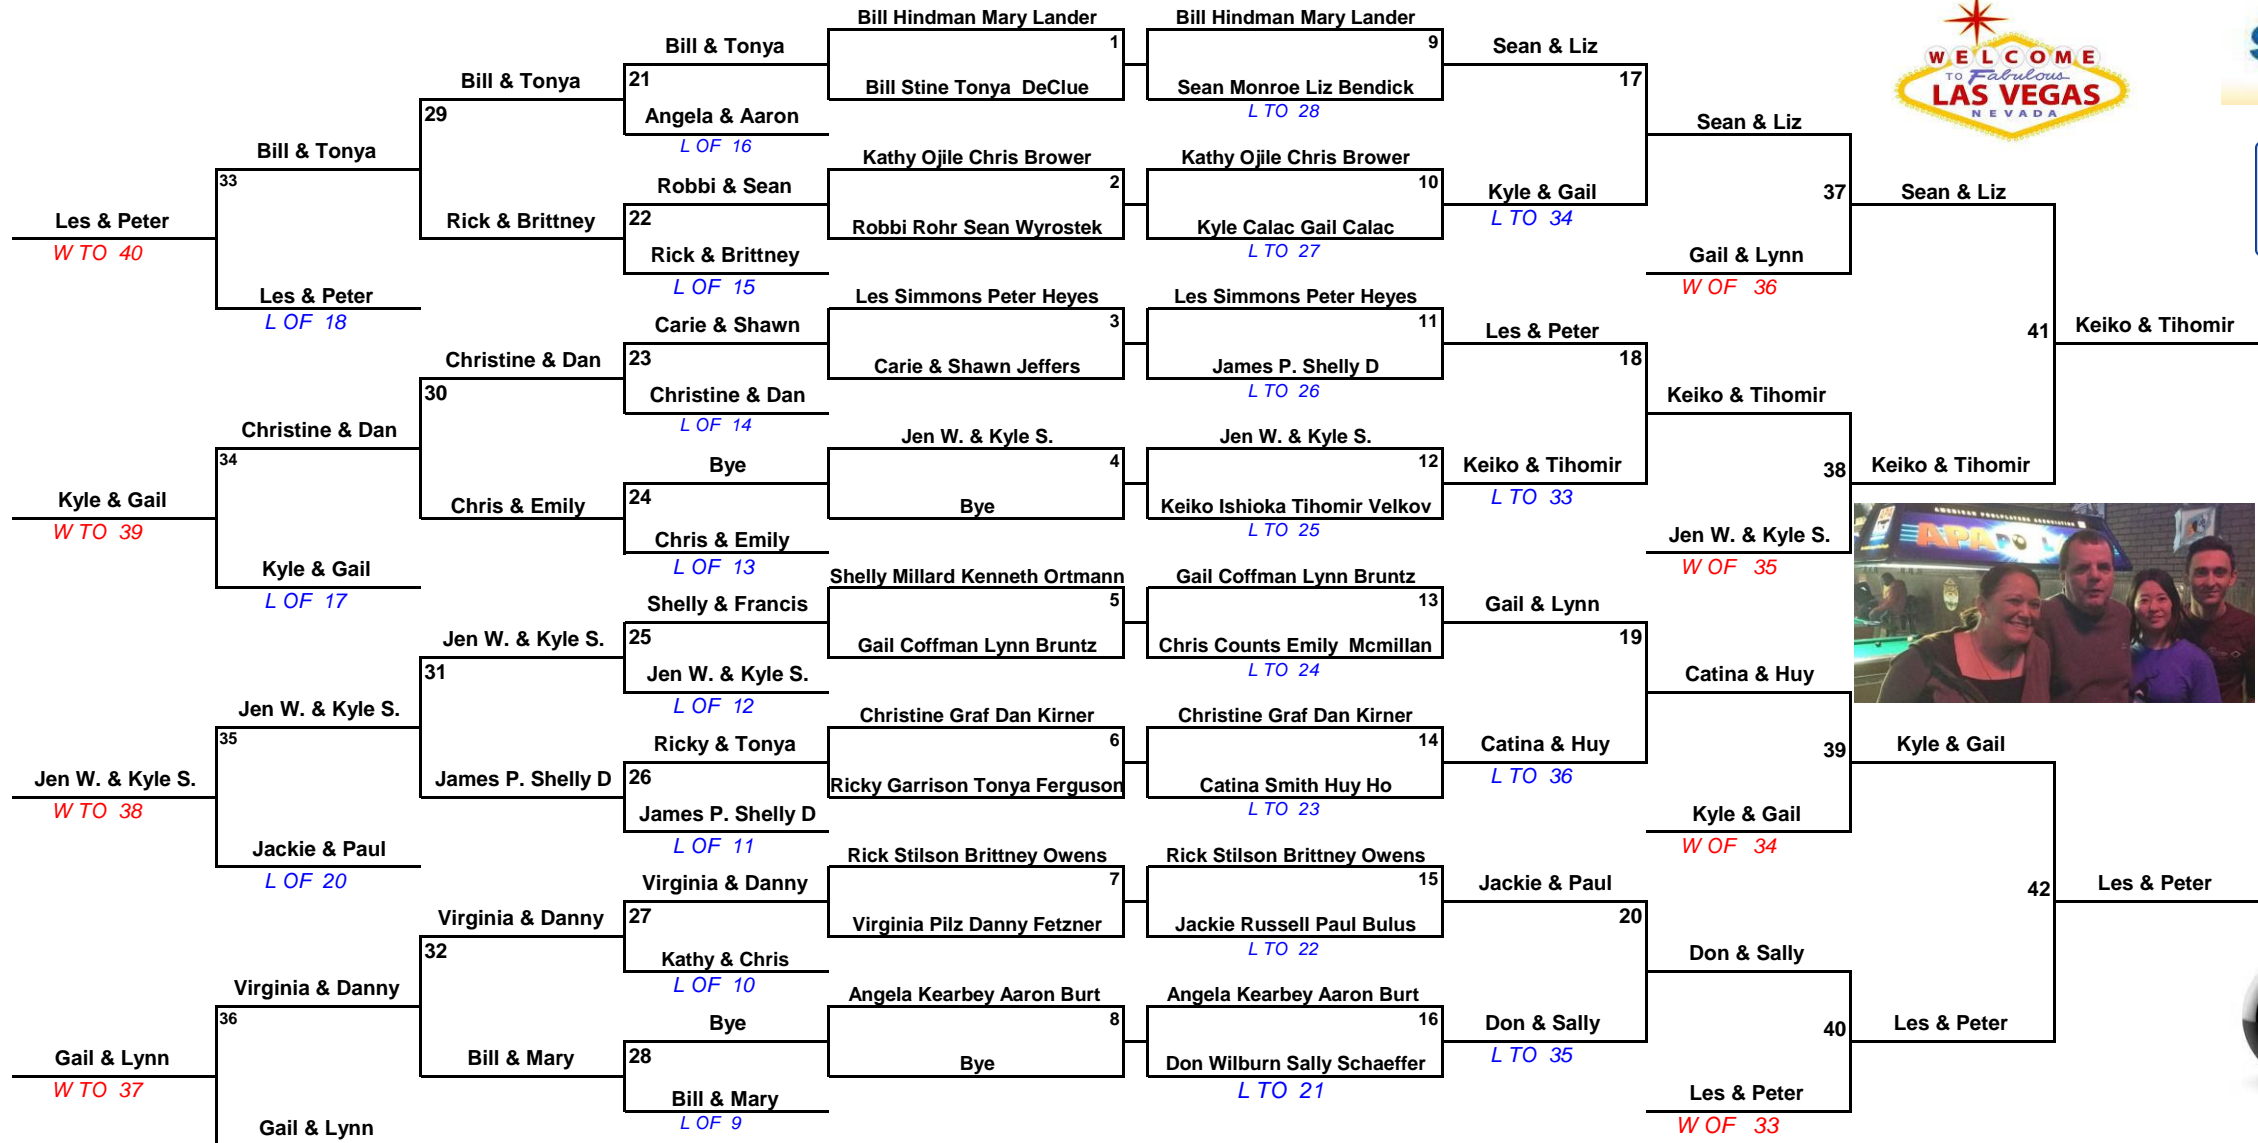 Bill Hindman Mary Lander
Bill Hindman Mary Lander
Bill & Tonya
1
9
Sean & Liz
WELCOME
TO Fabulous
LAS VEGAS
NEVADA
Bill & Tonya
21
Bill Stine Tonya  DeClue
Sean Monroe Liz Bendick
17
29
Angela & Aaron
L TO  28
Sean & Liz
Bill & Tonya
L OF  16
Kathy Ojile Chris Brower
Kathy Ojile Chris Brower
33
Robbi & Sean
2
10
Kyle & Gail
37
Sean & Liz
Les & Peter
Rick & Brittney
22
Robbi Rohr Sean Wyrostek
Kyle Calac Gail Calac
L TO  34
W TO  40
Rick & Brittney
L TO  27
Gail & Lynn
Les & Peter
L OF  15
Les Simmons Peter Heyes
Les Simmons Peter Heyes
W OF  36
L OF  18
Carie & Shawn
3
11
Les & Peter
41
Keiko & Tihomir
Christine & Dan
23
Carie & Shawn Jeffers
James P. Shelly D
18
30
Christine & Dan
L TO  26
Keiko & Tihomir
Christine & Dan
L OF  14
Jen W. & Kyle S.
Jen W. & Kyle S.
34
Bye
4
12
Keiko & Tihomir
38
Keiko & Tihomir
Kyle & Gail
Chris & Emily
24
Bye
Keiko Ishioka Tihomir Velkov
L TO  33
AMERICAN POOLPLAYERS ASSOCIATION
APA
W TO  39
Chris & Emily
L TO  25
Jen W. & Kyle S.
Kyle & Gail
L OF  13
Shelly Millard Kenneth Ortmann
Gail Coffman Lynn Bruntz
W OF  35
L OF  17
Shelly & Francis
5
13
Gail & Lynn
Jen W. & Kyle S.
25
Gail Coffman Lynn Bruntz
Chris Counts Emily  Mcmillan
19
31
Jen W. & Kyle S.
L TO  24
Catina & Huy
Jen W. & Kyle S.
L OF  12
Christine Graf Dan Kirner
Christine Graf Dan Kirner
35
Ricky & Tonya
6
14
Catina & Huy
39
Kyle & Gail
Jen W. & Kyle S.
James P. Shelly D
26
Ricky Garrison Tonya Ferguson
Catina Smith Huy Ho
L TO  36
W TO  38
James P. Shelly D
L TO  23
Kyle & Gail
Jackie & Paul
L OF  11
Rick Stilson Brittney Owens
Rick Stilson Brittney Owens
W OF  34
L OF  20
Virginia & Danny
7
15
Jackie & Paul
42
Les & Peter
Virginia & Danny
27
Virginia Pilz Danny Fetzner
Jackie Russell Paul Bulus
20
32
Kathy & Chris
L TO  22
Don & Sally
Virginia & Danny
L OF  10
Angela Kearbey Aaron Burt
Angela Kearbey Aaron Burt
36
Bye
8
16
Don & Sally
40
Les & Peter
Gail & Lynn
Bill & Mary
28
Bye
Don Wilburn Sally Schaeffer
L TO  35
W TO  37
Bill & Mary
L TO  21
Les & Peter
Gail & Lynn
L OF  9
W OF  33